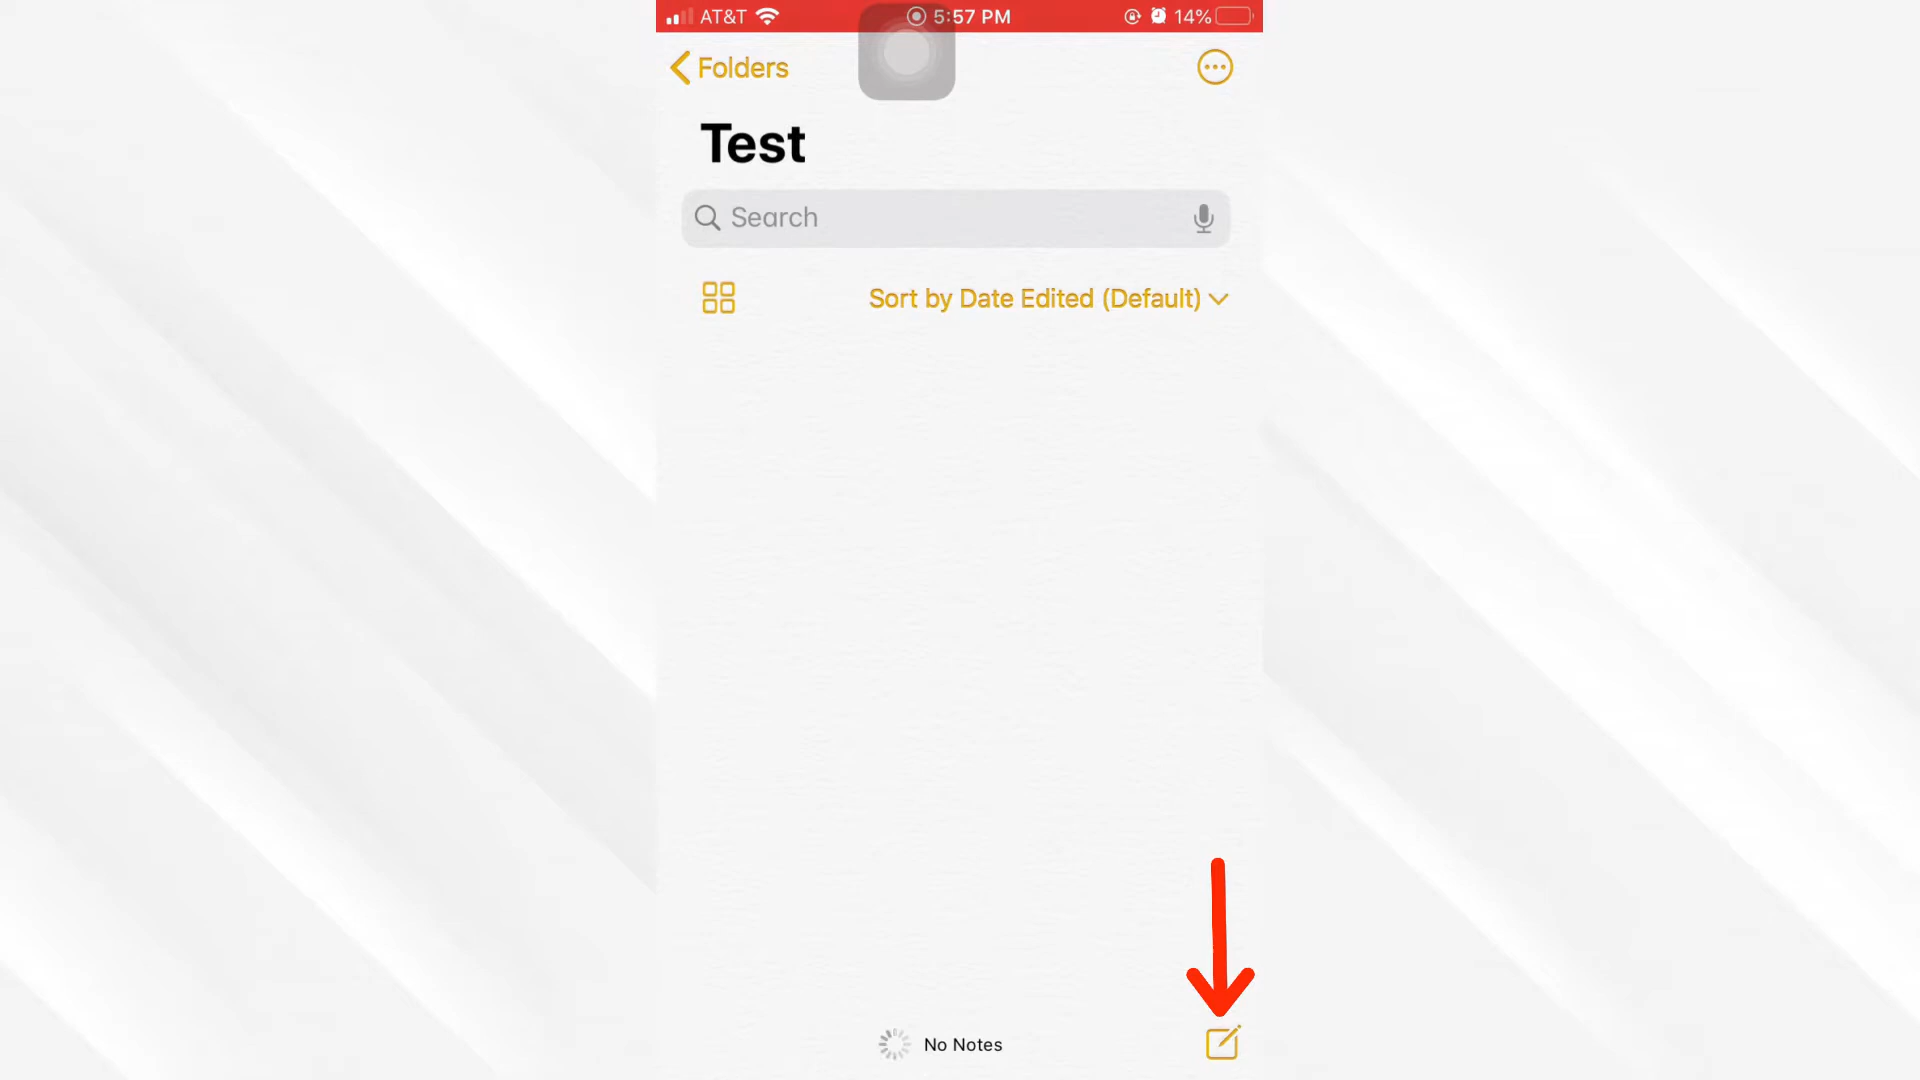 AT&T 5:57 PM 14%
Folders
Test
Search
Sort by Date Edited (Default)
No Notes